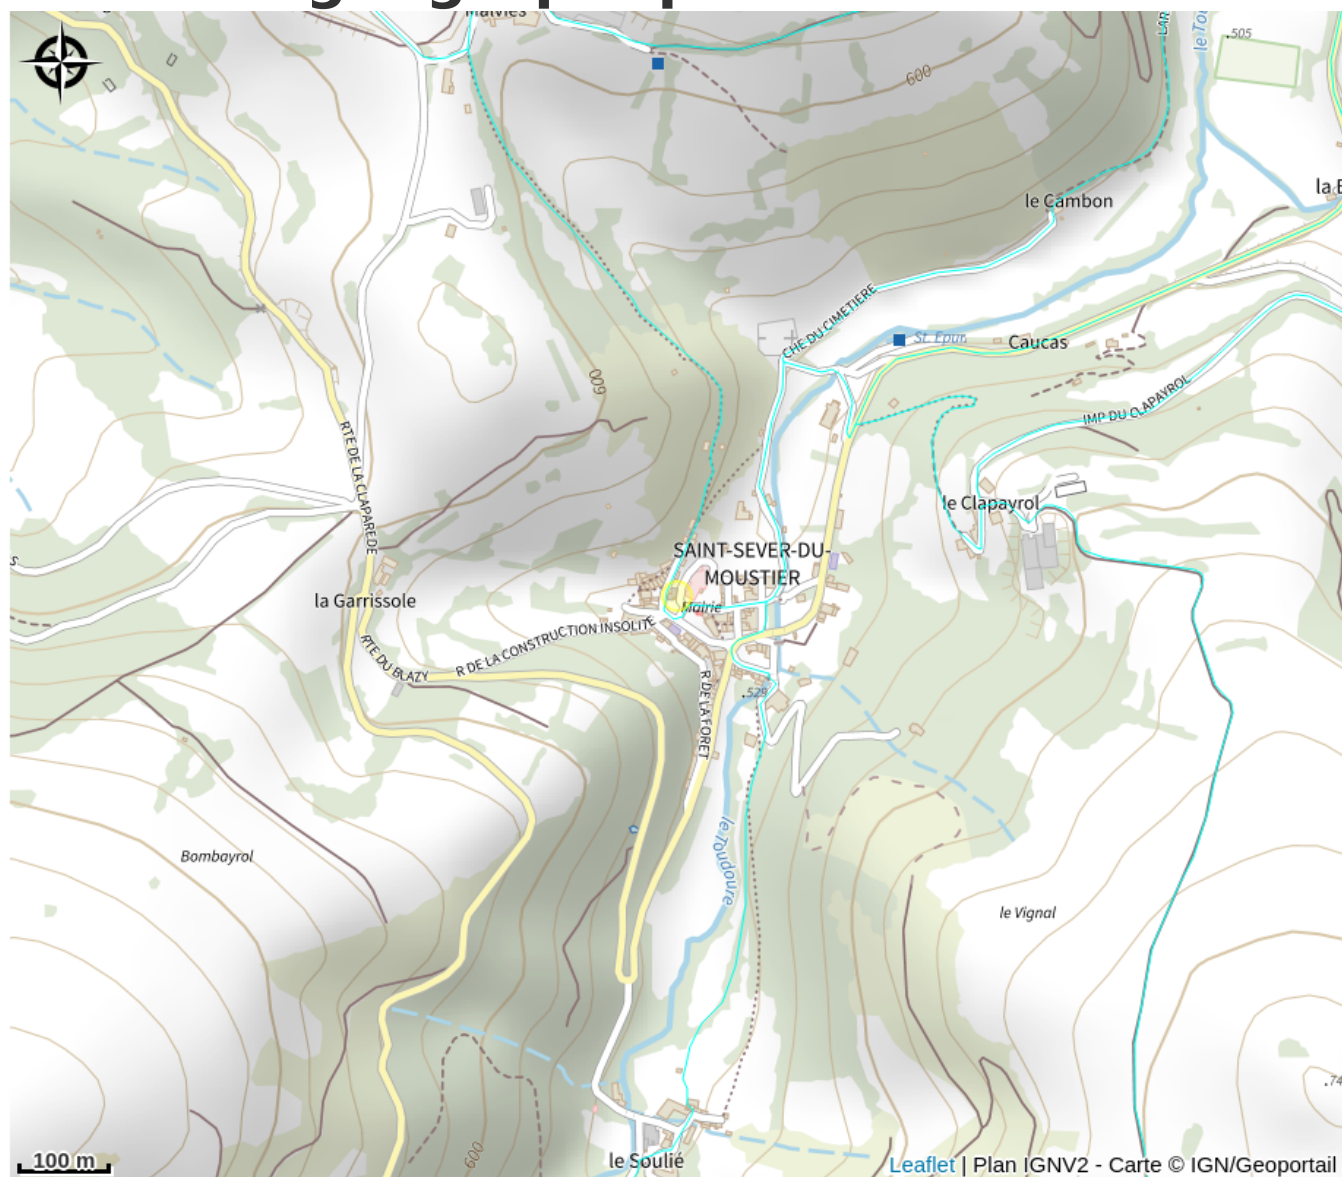 Malvies
.505
600
le Cambon
CHE DU CIMETIERE
St. Epur.
Caucas
600
IMP DU CLAPAYROL
RTE DE LA CLAPAREDE
le Clapayrol
SAINT-SEVER-DU-
MOUSTIER
Mairie
la Garrissole
R DE LA CONSTRUCTION INSOLITE
RTE DU BLAZY
R DE LA FORET
.529
le Toudoure
Bombayrol
le Vignal
600
le Soulié
100 m
Leaflet | Plan IGNV2 - Carte © IGN/Geoportail